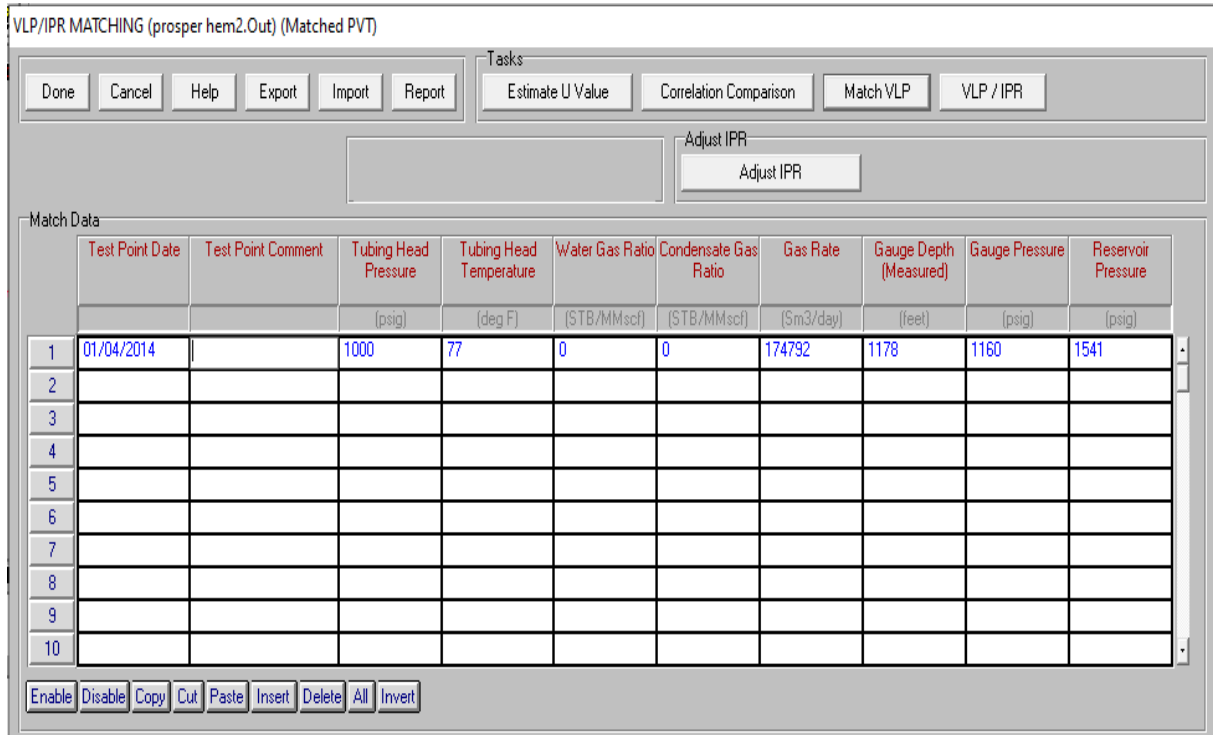 VLP/IPR MATCHING (prosper hem2.Out) (Matched PVT)
Tasks
Done Cancel Help Export Import Report Estimate U Value Correlation Comparison Match VLP VLP / IPR
Adjust IPR
Adjust IPR
Match Data
Test Point Date Test Point Comment Tubing Head Pressure Tubing Head Temperature Water Gas Ratio Condensate Gas Ratio Gas Rate Gauge Depth (Measured) Gauge Pressure Reservoir Pressure
(psig) (deg F) (STB/MMscf) (STB/MMscf) (Sm3/day) (feet) (psig) (psig)
1 01/04/2014 1000 77 0 0 174792 1178 1160 1541
2
3
4
5
6
7
8
9
10
Enable Disable Copy Cut Paste Insert Delete All Invert